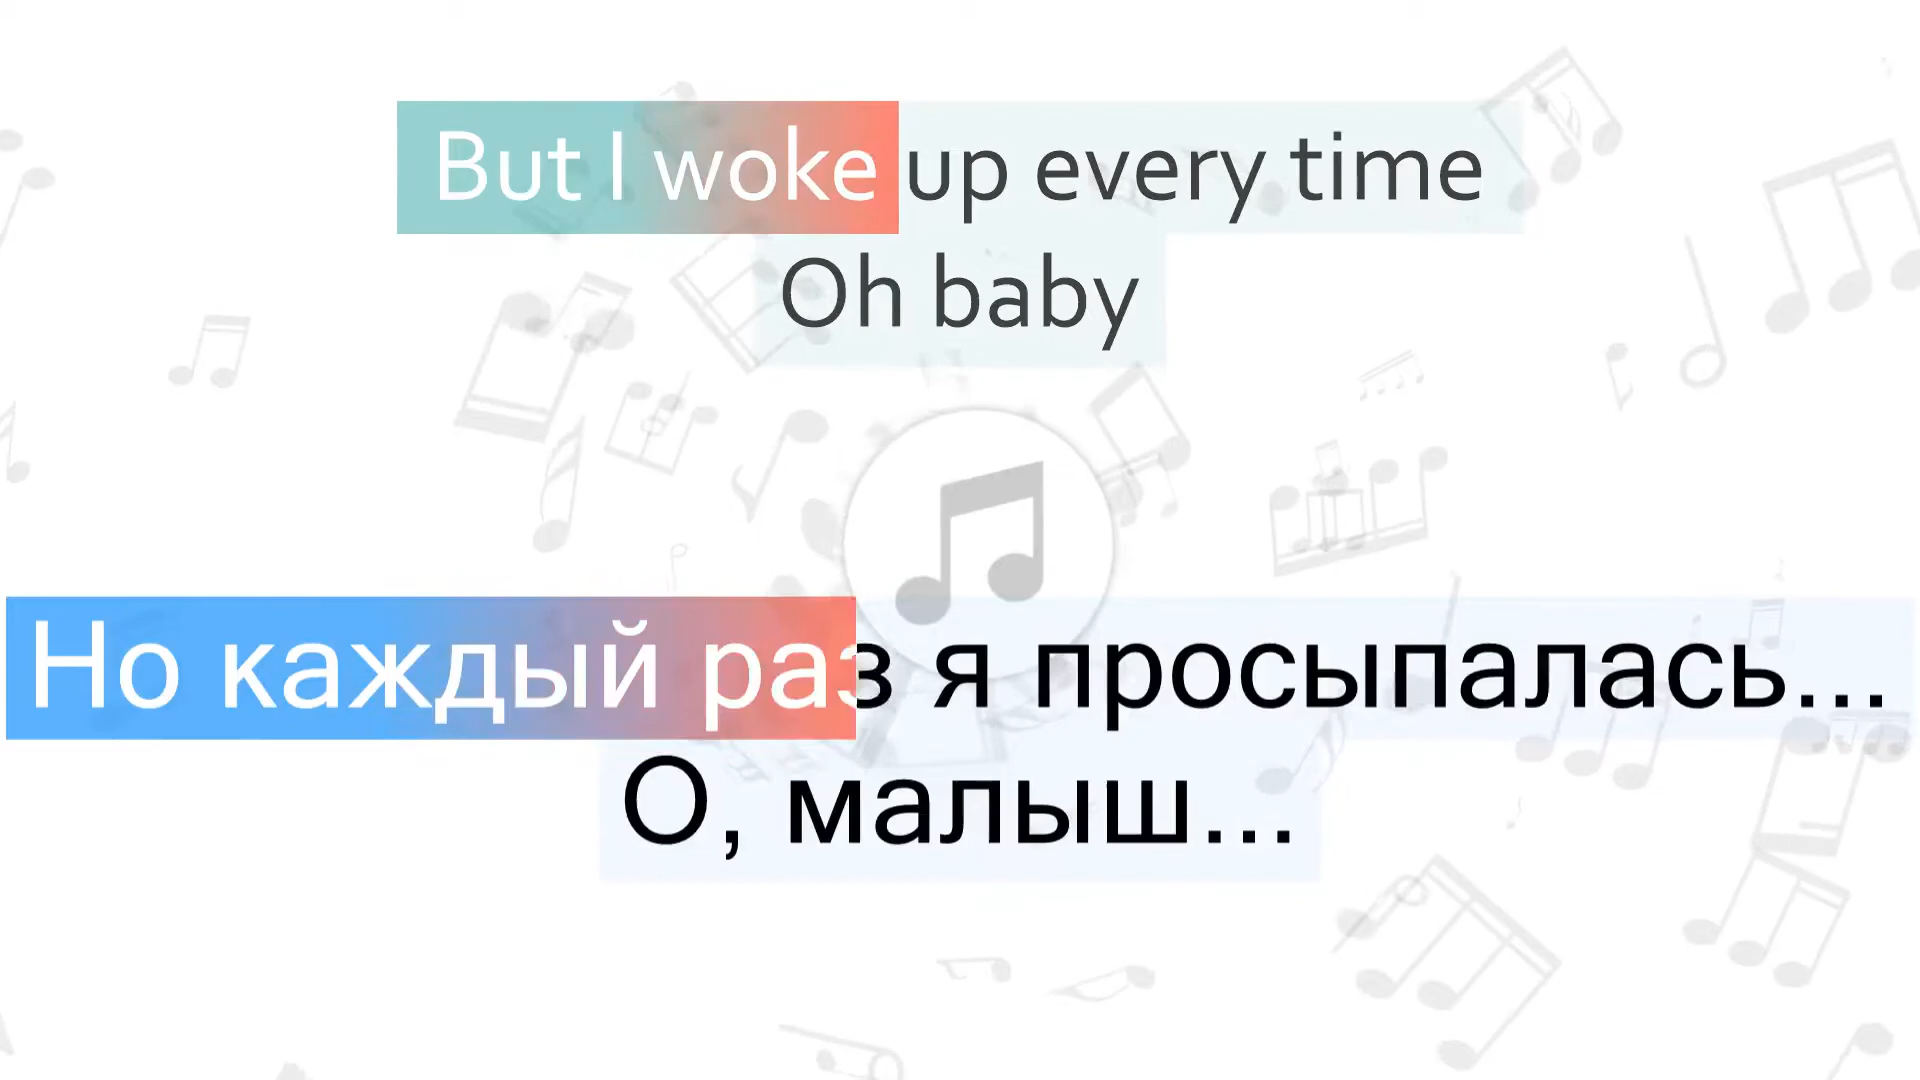 But I woke up every time
Oh baby
Но каждый раз я просыпалась...
О, малыш...